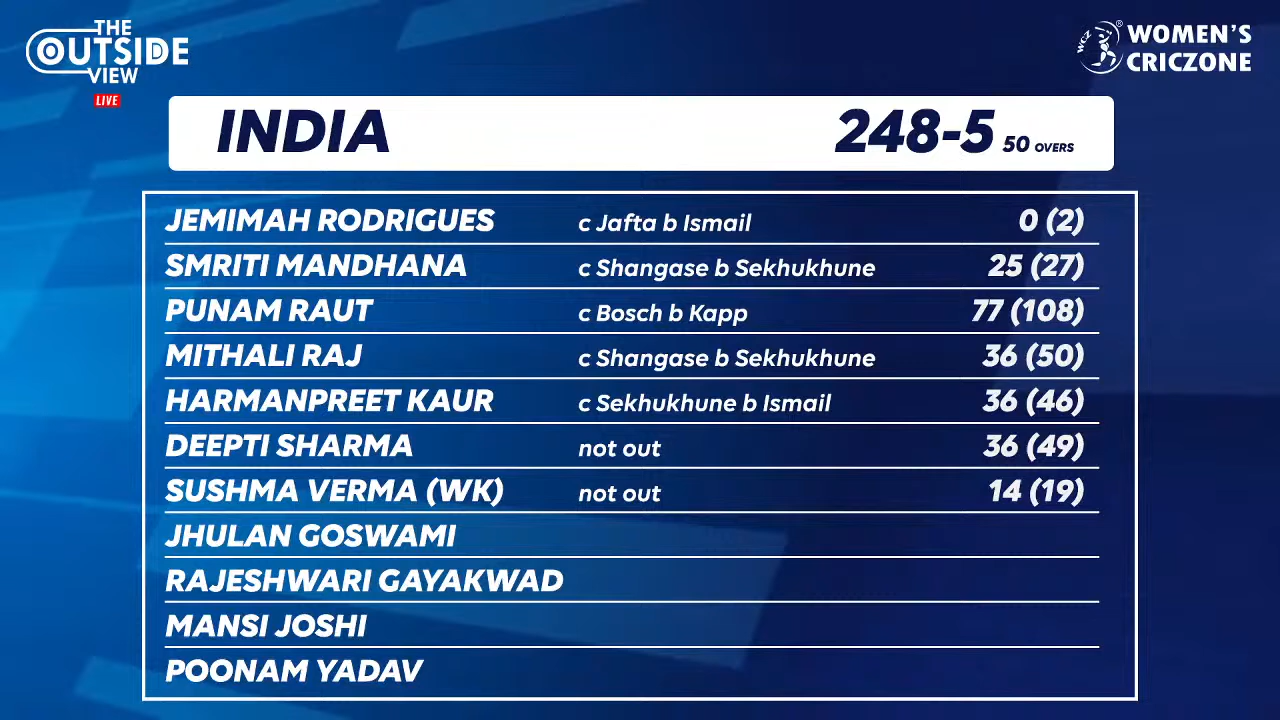 THE
OUTSIDE
VIEW
LIVE
WCZ
WOMEN'S
CRICZONE
INDIA 248-5 50 OVERS
JEMIMAH RODRIGUES c Jafta b Ismail 0 (2)
SMRITI MANDHANA c Shangase b Sekhukhune 25 (27)
PUNAM RAUT c Bosch b Kapp 77 (108)
MITHALI RAJ c Shangase b Sekhukhune 36 (50)
HARMANPREET KAUR c Sekhukhune b Ismail 36 (46)
DEEPTI SHARMA not out 36 (49)
SUSHMA VERMA (WK) not out 14 (19)
JHULAN GOSWAMI
RAJESHWARI GAYAKWAD
MANSI JOSHI
POONAM YADAV